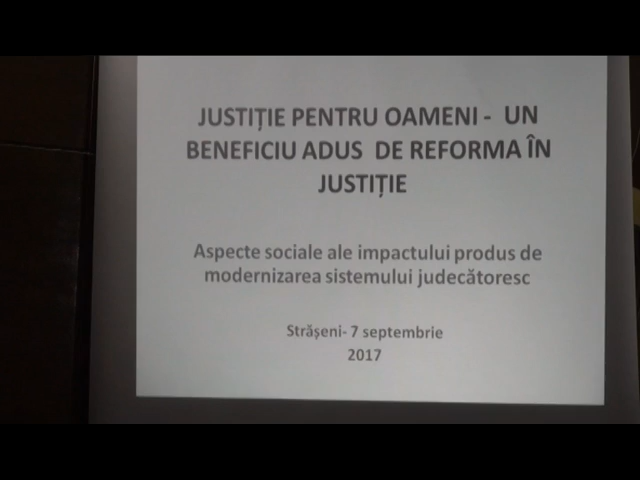 JUSTIȚIE PENTRU OAMENI - UN
BENEFICIU ADUS DE REFORMA ÎN
JUSTIȚIE
Aspecte sociale ale impactului produs de
modernizarea sistemului judecătoresc
Strășeni- 7 septembrie
2017